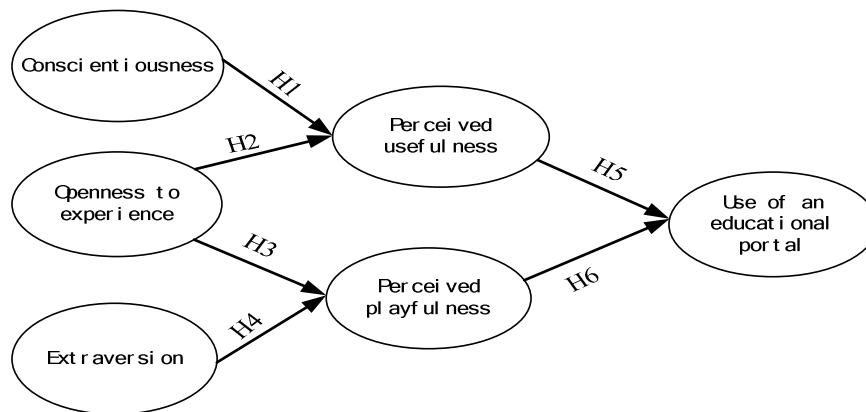 Conscientiousness
H1
H2
Perceived
usefulness
H5
Openness to
experience
Use of an
educational
portal
H3
Perceived
playfulness
H6
H4
Extraversion